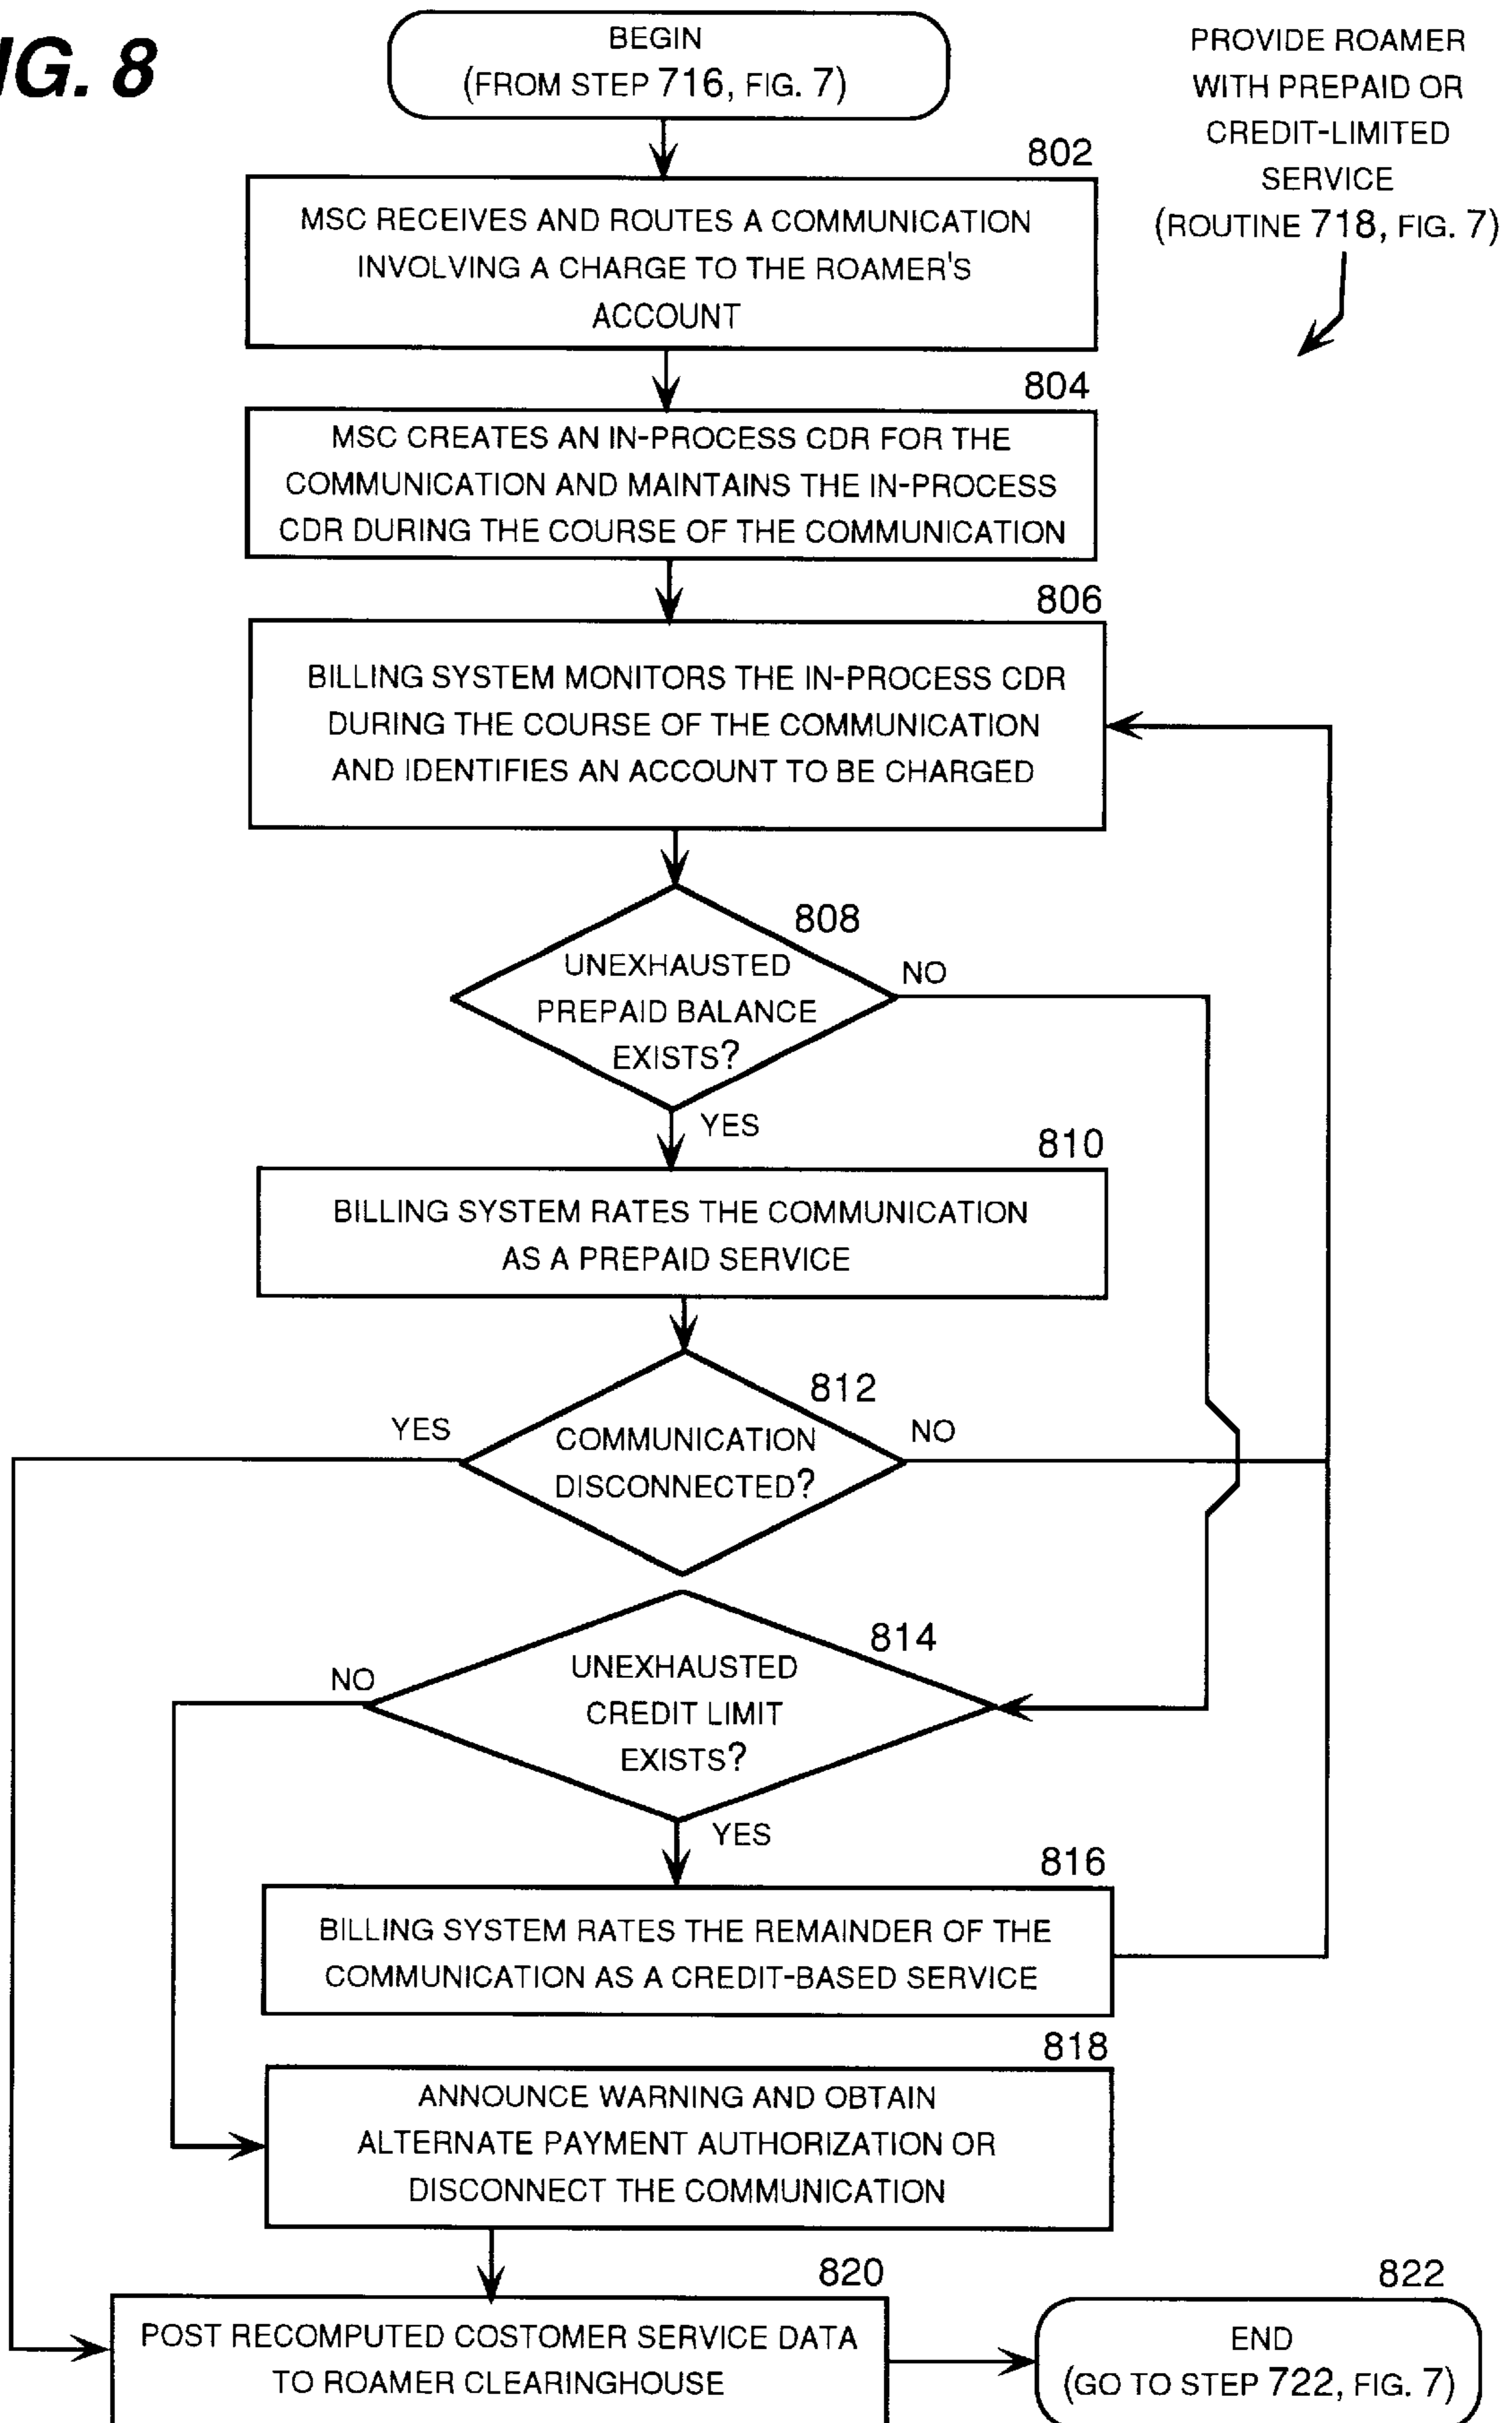 IG. 8
BEGIN
(FROM STEP 716, FIG. 7)
PROVIDE ROAMER
WITH PREPAID OR
CREDIT-LIMITED
SERVICE
(ROUTINE 718, FIG. 7)
802
MSC RECEIVES AND ROUTES A COMMUNICATION
INVOLVING A CHARGE TO THE ROAMER'S
ACCOUNT
804
MSC CREATES AN IN-PROCESS CDR FOR THE
COMMUNICATION AND MAINTAINS THE IN-PROCESS
CDR DURING THE COURSE OF THE COMMUNICATION
806
BILLING SYSTEM MONITORS THE IN-PROCESS CDR
DURING THE COURSE OF THE COMMUNICATION
AND IDENTIFIES AN ACCOUNT TO BE CHARGED
808
UNEXHAUSTED
PREPAID BALANCE
EXISTS?
NO
YES
810
BILLING SYSTEM RATES THE COMMUNICATION
AS A PREPAID SERVICE
812
YES
COMMUNICATION
DISCONNECTED?
NO
814
NO
UNEXHAUSTED
CREDIT LIMIT
EXISTS?
YES
816
BILLING SYSTEM RATES THE REMAINDER OF THE
COMMUNICATION AS A CREDIT-BASED SERVICE
818
ANNOUNCE WARNING AND OBTAIN
ALTERNATE PAYMENT AUTHORIZATION OR
DISCONNECT THE COMMUNICATION
820
POST RECOMPUTED COSTOMER SERVICE DATA
TO ROAMER CLEARINGHOUSE
822
END
(GO TO STEP 722, FIG. 7)